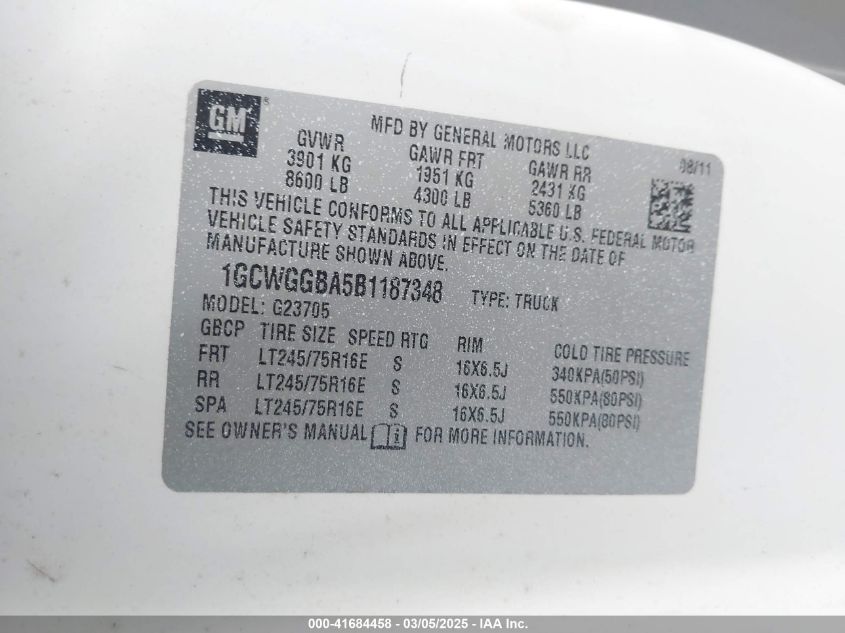 GM
MFD BY GENERAL MOTORS LLC
08/11
GVWR GAWR FRT GAWR RR
3901 KG 1951 KG 2431 KG
8600 LB 4300 LB 5360 LB
THIS VEHICLE CONFORMS TO ALL APPLICABLE U.S. FEDERAL MOTOR
VEHICLE SAFETY STANDARDS IN EFFECT ON THE DATE OF
MANUFACTURE SHOWN ABOVE.
1GCWGGBA5B1187348 TYPE: TRUCK
MODEL: G23705
GBCP TIRE SIZE SPEED RTG RIM COLD TIRE PRESSURE
FRT LT245/75R16E S 16X6.5J 340KPA(50PSI)
RR LT245/75R16E S 16X6.5J 550KPA(80PSI)
SPA LT245/75R16E S 16X6.5J 550KPA(80PSI)
SEE OWNER'S MANUAL FOR MORE INFORMATION.
000-41684458 - 03/05/2025 - IAA Inc.